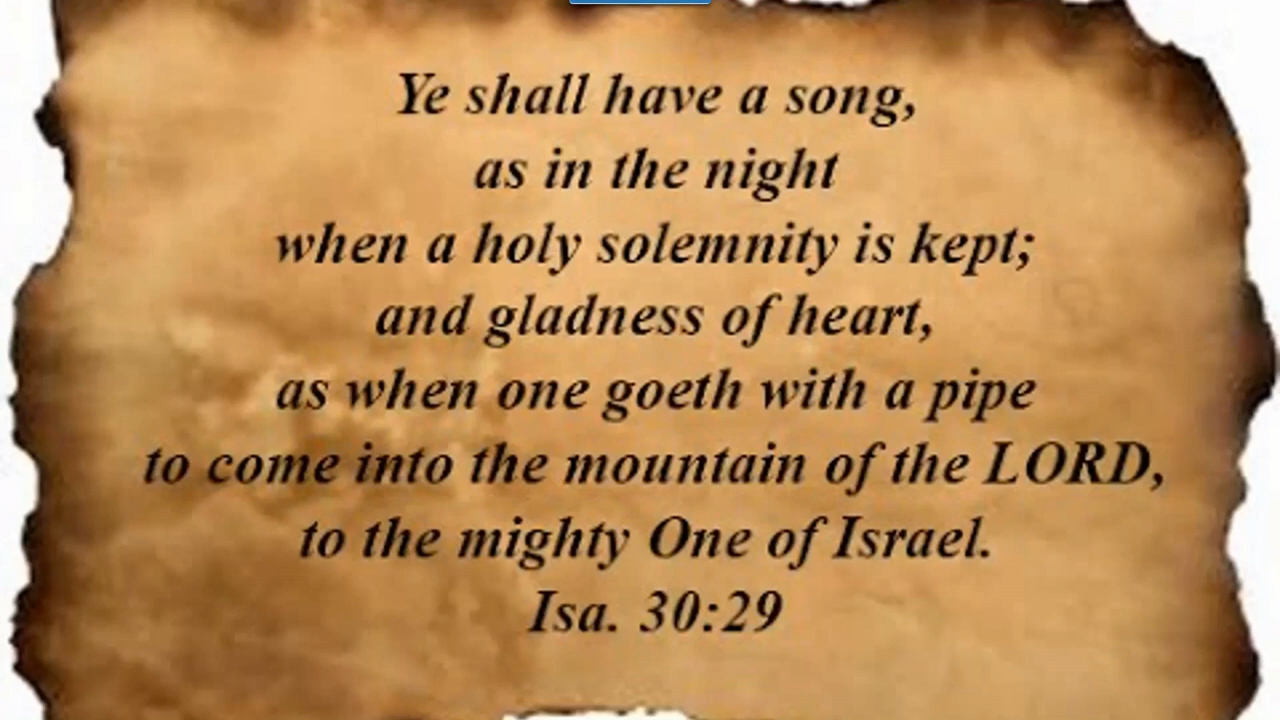 Ye shall have a song,
as in the night
when a holy solemnity is kept;
and gladness of heart,
as when one goeth with a pipe
to come into the mountain of the LORD,
to the mighty One of Israel.
Isa. 30:29